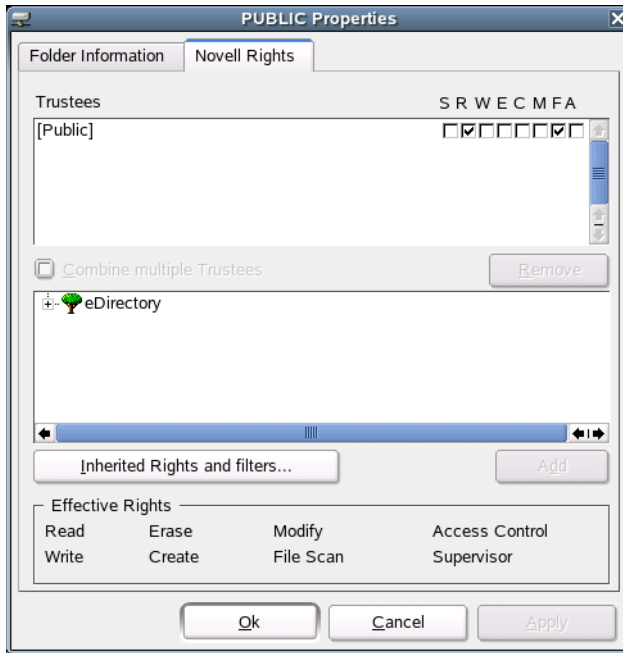 PUBLIC Properties
Folder Information Novell Rights
Trustees S R W E C M F A
[Public]
Combine multiple Trustees Remove
eDirectory
Inherited Rights and filters... Add
Effective Rights
Read Erase Modify Access Control
Write Create File Scan Supervisor
Ok Cancel Apply